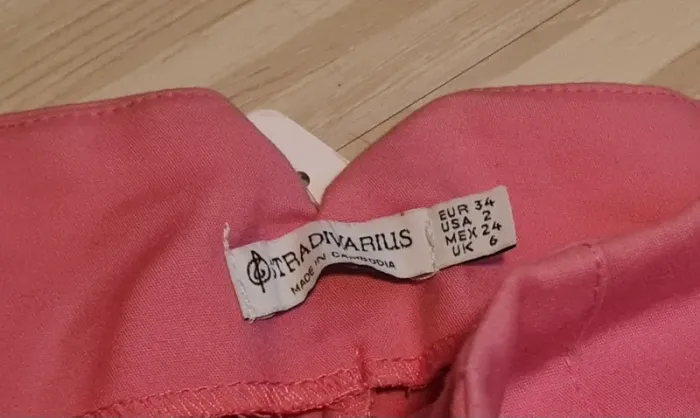 STRADIVARIUS
MADE IN CAMBODIA
EUR 34
USA 2
MEX 24
UK 6